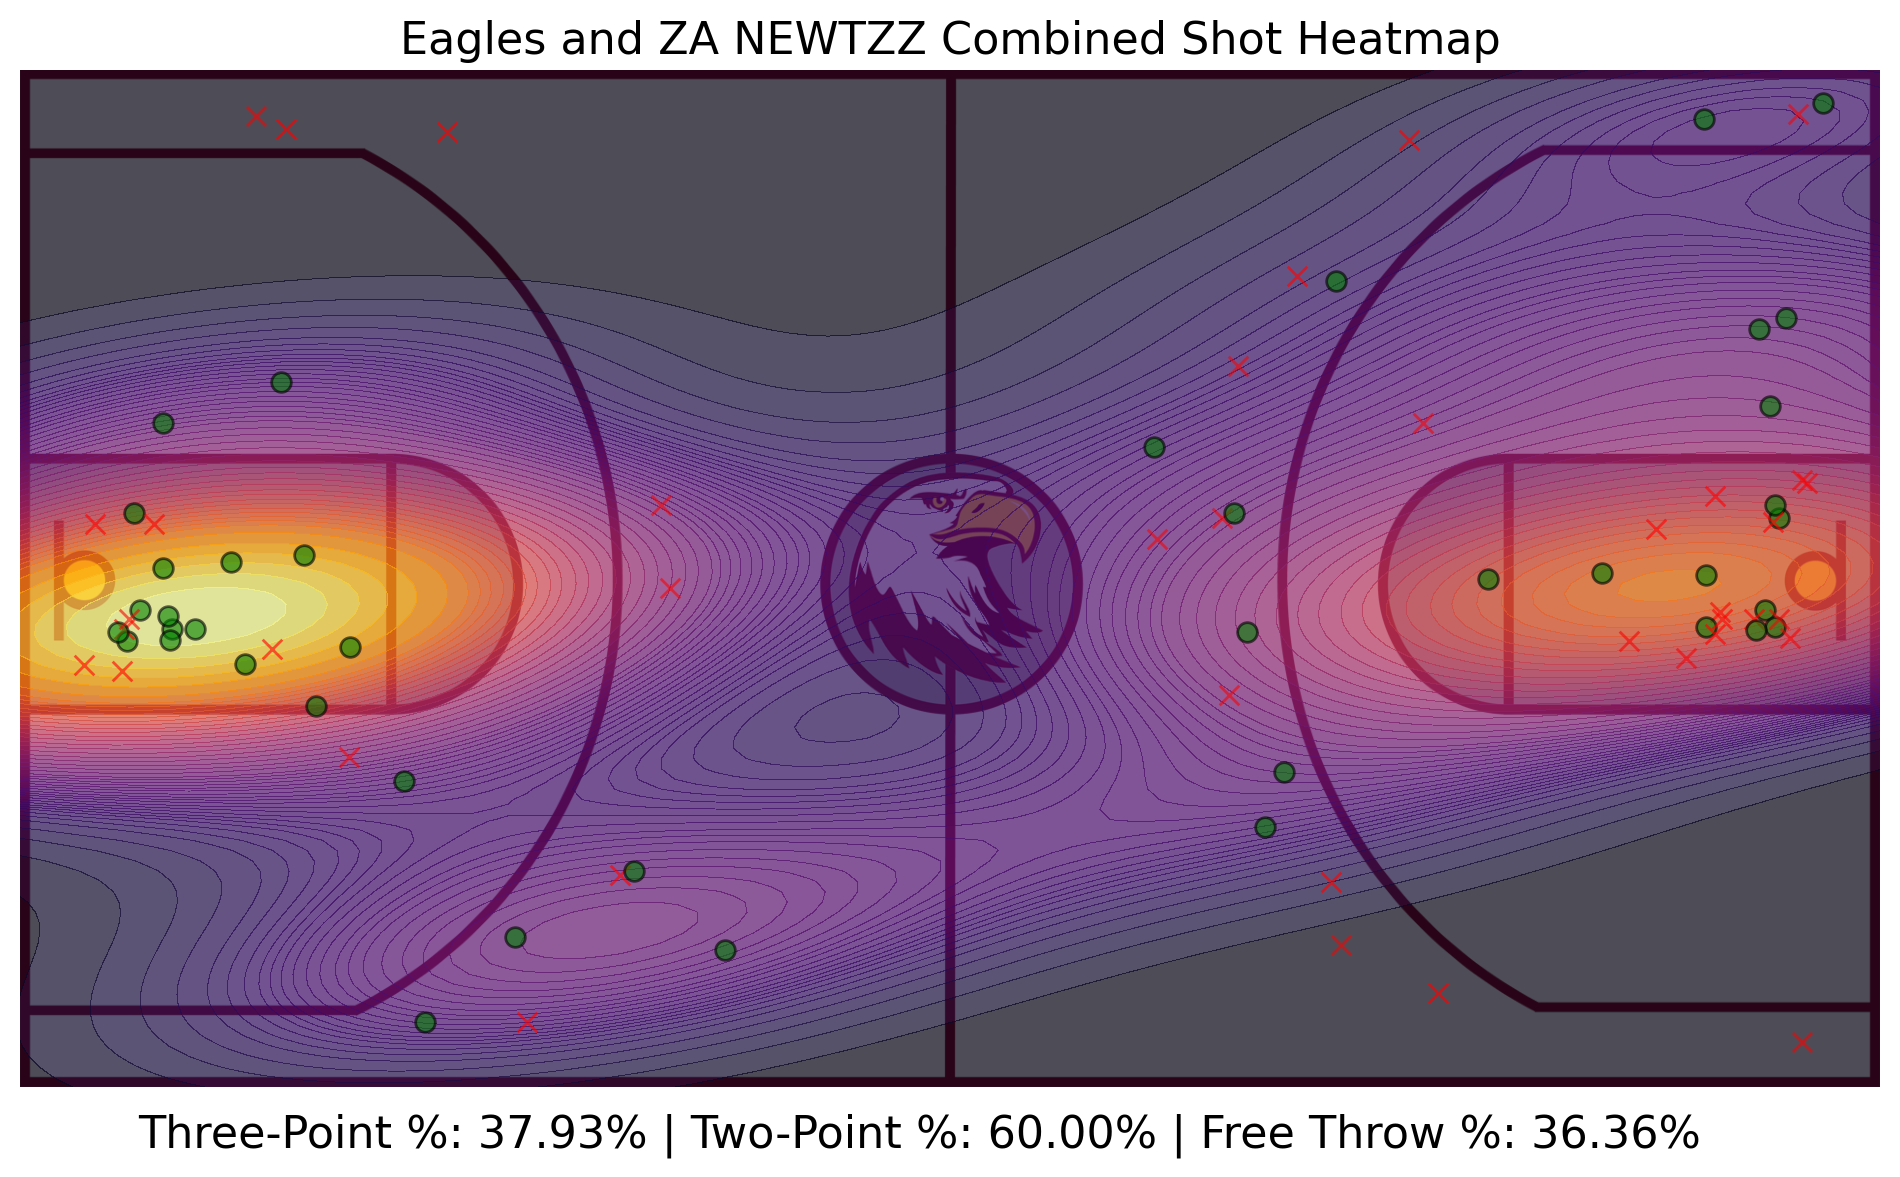 Eagles and ZA NEWTZZ Combined Shot Heatmap
Three-Point %: 37.93% | Two-Point %: 60.00% | Free Throw %: 36.36%